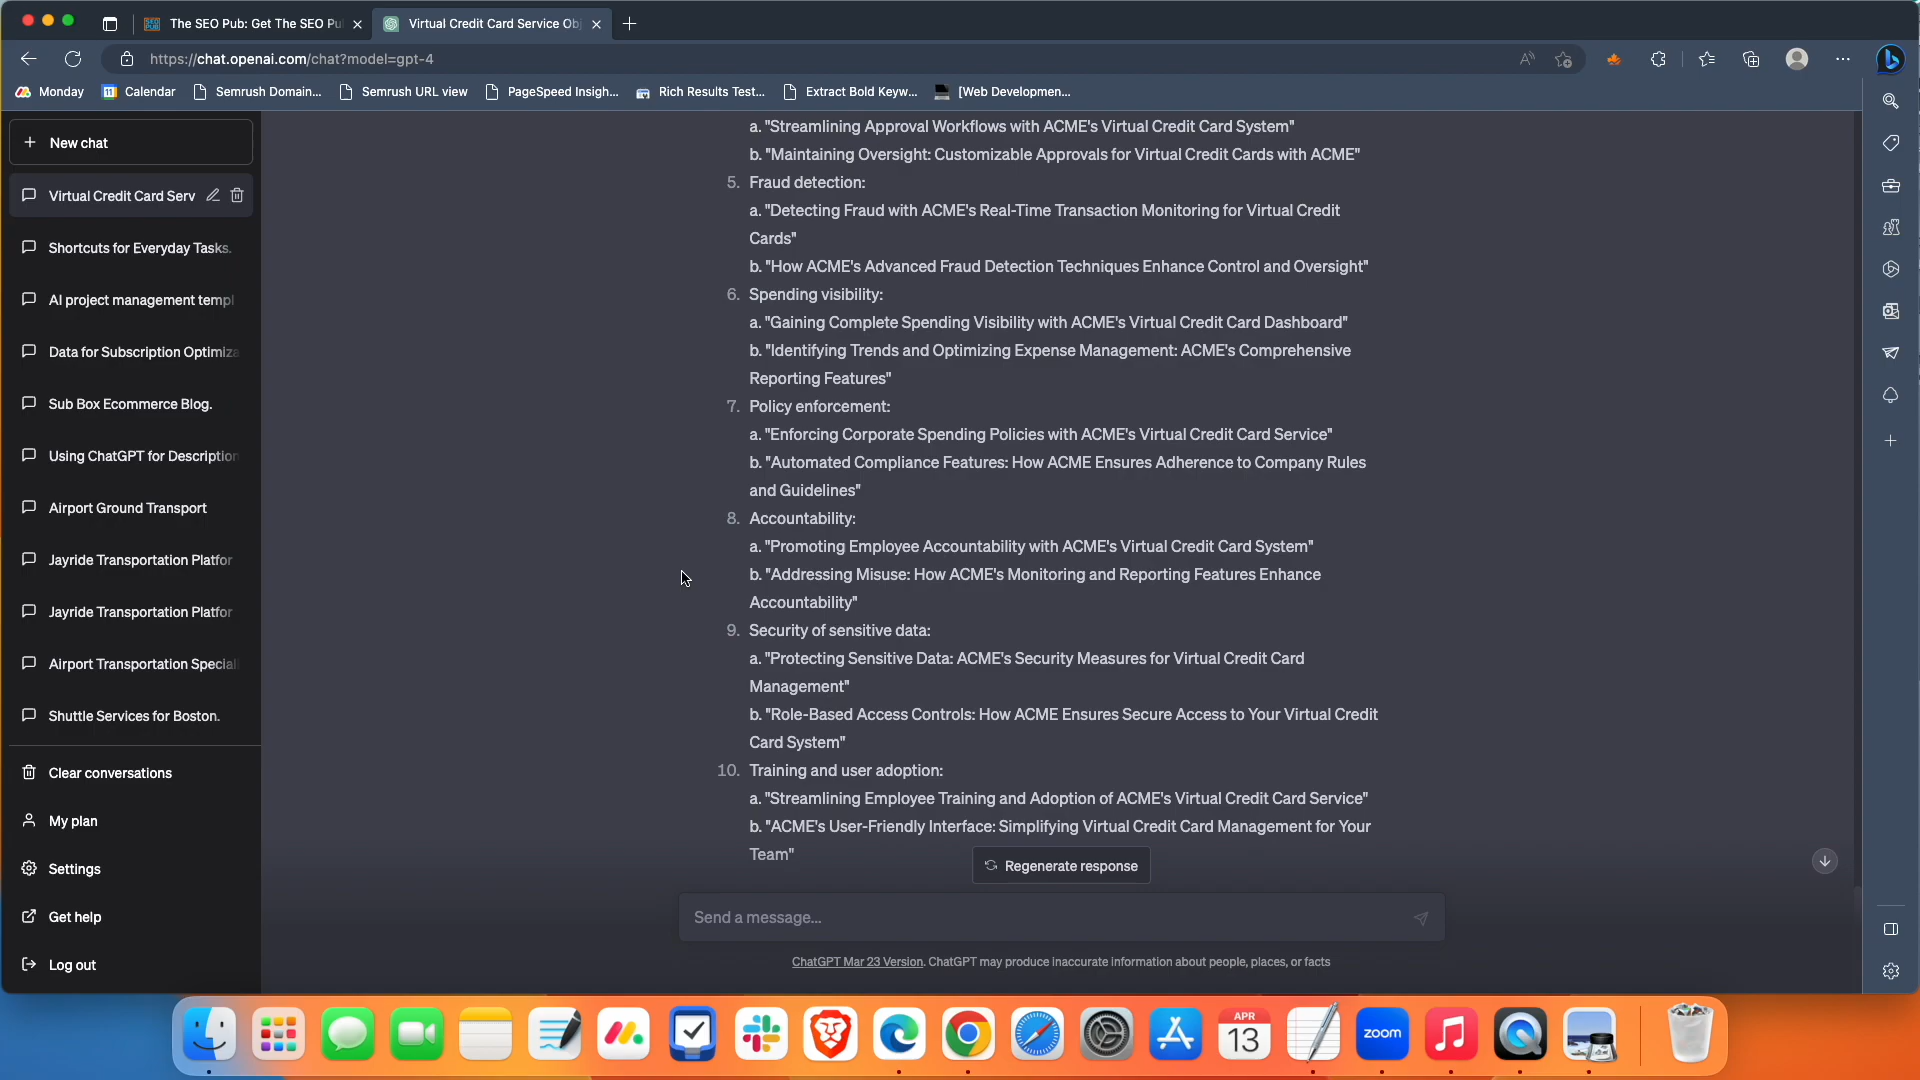 The SEO Pub: Get The SEO Pu
Virtual Credit Card Service Ob
https://chat.openai.com/chat?model=gpt-4
Monday
Calendar
Semrush Domain...
Semrush URL view
PageSpeed Insigh...
Rich Results Test...
Extract Bold Keyw...
[Web Developmen...
New chat
Virtual Credit Card Serv
Shortcuts for Everyday Tasks.
AI project management templ
Data for Subscription Optimiza
Sub Box Ecommerce Blog.
Using ChatGPT for Description
Airport Ground Transport
Jayride Transportation Platfor
Jayride Transportation Platfor
Airport Transportation Special
Shuttle Services for Boston.
Clear conversations
My plan
Settings
Get help
Log out
a. "Streamlining Approval Workflows with ACME's Virtual Credit Card System"
b. "Maintaining Oversight: Customizable Approvals for Virtual Credit Cards with ACME"
5. Fraud detection:
a. "Detecting Fraud with ACME's Real-Time Transaction Monitoring for Virtual Credit
Cards"
b. "How ACME's Advanced Fraud Detection Techniques Enhance Control and Oversight"
6. Spending visibility:
a. "Gaining Complete Spending Visibility with ACME's Virtual Credit Card Dashboard"
b. "Identifying Trends and Optimizing Expense Management: ACME's Comprehensive
Reporting Features"
7. Policy enforcement:
a. "Enforcing Corporate Spending Policies with ACME's Virtual Credit Card Service"
b. "Automated Compliance Features: How ACME Ensures Adherence to Company Rules
and Guidelines"
8. Accountability:
a. "Promoting Employee Accountability with ACME's Virtual Credit Card System"
b. "Addressing Misuse: How ACME's Monitoring and Reporting Features Enhance
Accountability"
9. Security of sensitive data:
a. "Protecting Sensitive Data: ACME's Security Measures for Virtual Credit Card
Management"
b. "Role-Based Access Controls: How ACME Ensures Secure Access to Your Virtual Credit
Card System"
10. Training and user adoption:
a. "Streamlining Employee Training and Adoption of ACME's Virtual Credit Card Service"
b. "ACME's User-Friendly Interface: Simplifying Virtual Credit Card Management for Your
Team"
Regenerate response
Send a message...
ChatGPT Mar 23 Version. ChatGPT may produce inaccurate information about people, places, or facts
APR
13
zoom